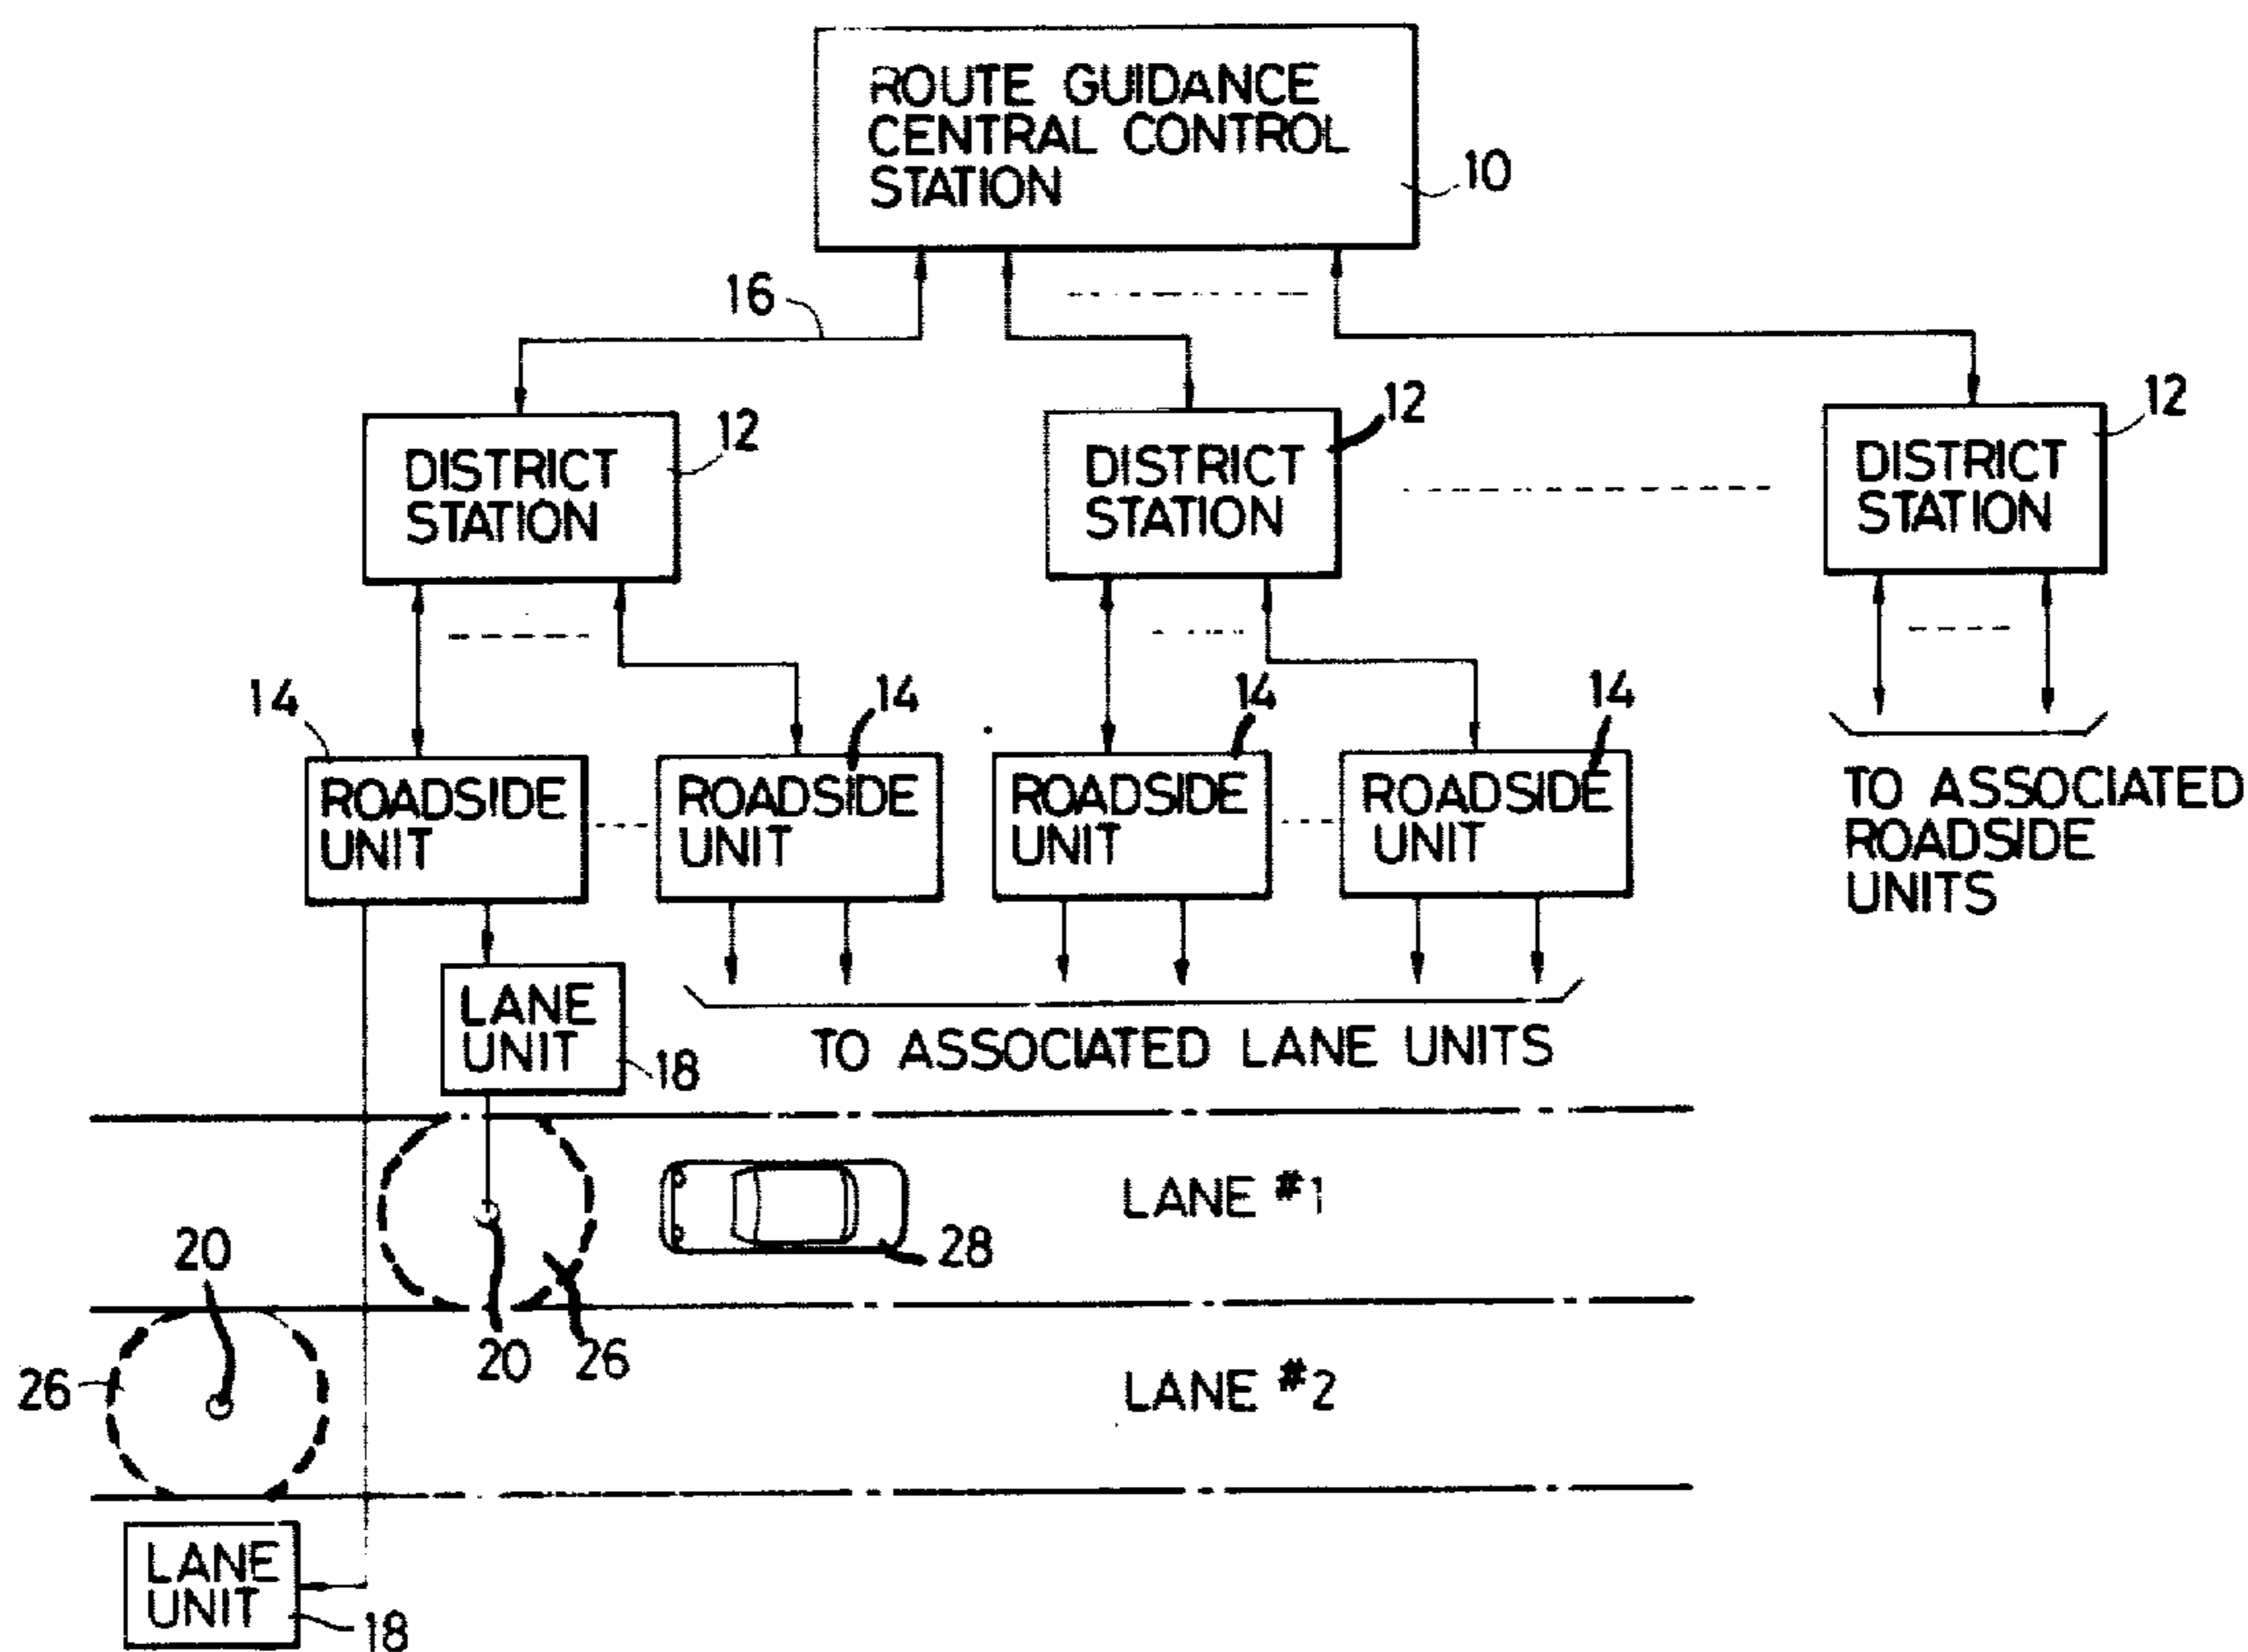 ROUTE GUIDANCE
CENTRAL CONTROL
STATION
10
16
12
12
12
DISTRICT
STATION
DISTRICT
STATION
DISTRICT
STATION
14
14
14
14
ROADSIDE
UNIT
ROADSIDE
UNIT
ROADSIDE
UNIT
ROADSIDE
UNIT
TO ASSOCIATED
ROADSIDE
UNITS
LANE
UNIT
18
TO ASSOCIATED LANE UNITS
LANE #1
28
20
20
26
26
LANE #2
LANE
UNIT
18